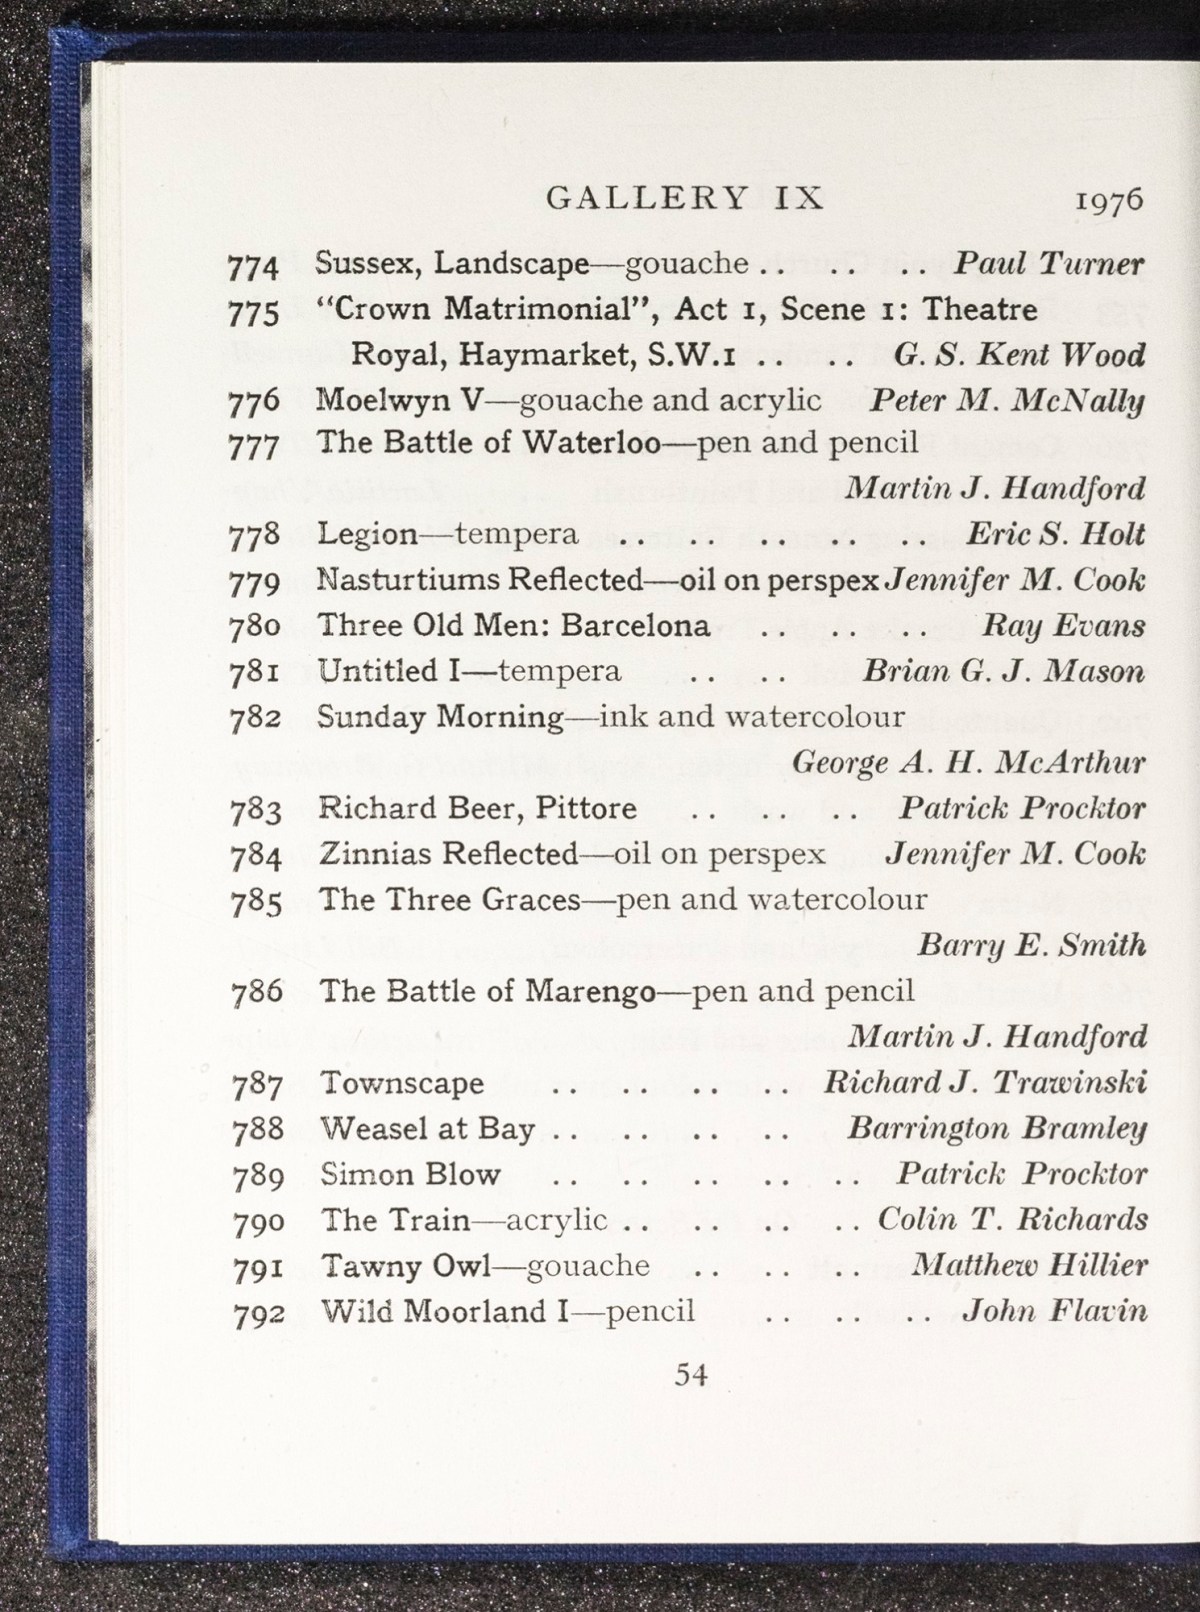 GALLERY IX 1976
774 Sussex, Landscape—gouache .. .. .. Paul Turner
775 “Crown Matrimonial”, Act 1, Scene 1: Theatre
Royal, Haymarket, S.W.1 .. .. G. S. Kent Wood
776 Moelwyn V—gouache and acrylic Peter M. McNally
777 The Battle of Waterloo—pen and pencil
Martin J. Handford
778 Legion—tempera .. .. .. .. .. Eric S. Holt
779 Nasturtiums Reflected—oil on perspex Jennifer M. Cook
780 Three Old Men: Barcelona .. .. .. Ray Evans
781 Untitled I—tempera .. .. Brian G. J. Mason
782 Sunday Morning—ink and watercolour
George A. H. McArthur
783 Richard Beer, Pittore .. .. .. Patrick Procktor
784 Zinnias Reflected—oil on perspex Jennifer M. Cook
785 The Three Graces—pen and watercolour
Barry E. Smith
786 The Battle of Marengo—pen and pencil
Martin J. Handford
787 Townscape .. .. .. .. Richard J. Trawinski
788 Weasel at Bay .. .. .. .. Barrington Bramley
789 Simon Blow .. .. .. .. .. Patrick Procktor
790 The Train—acrylic .. .. .. .. Colin T. Richards
791 Tawny Owl—gouache .. .. .. Matthew Hillier
792 Wild Moorland I—pencil .. .. .. John Flavin
54